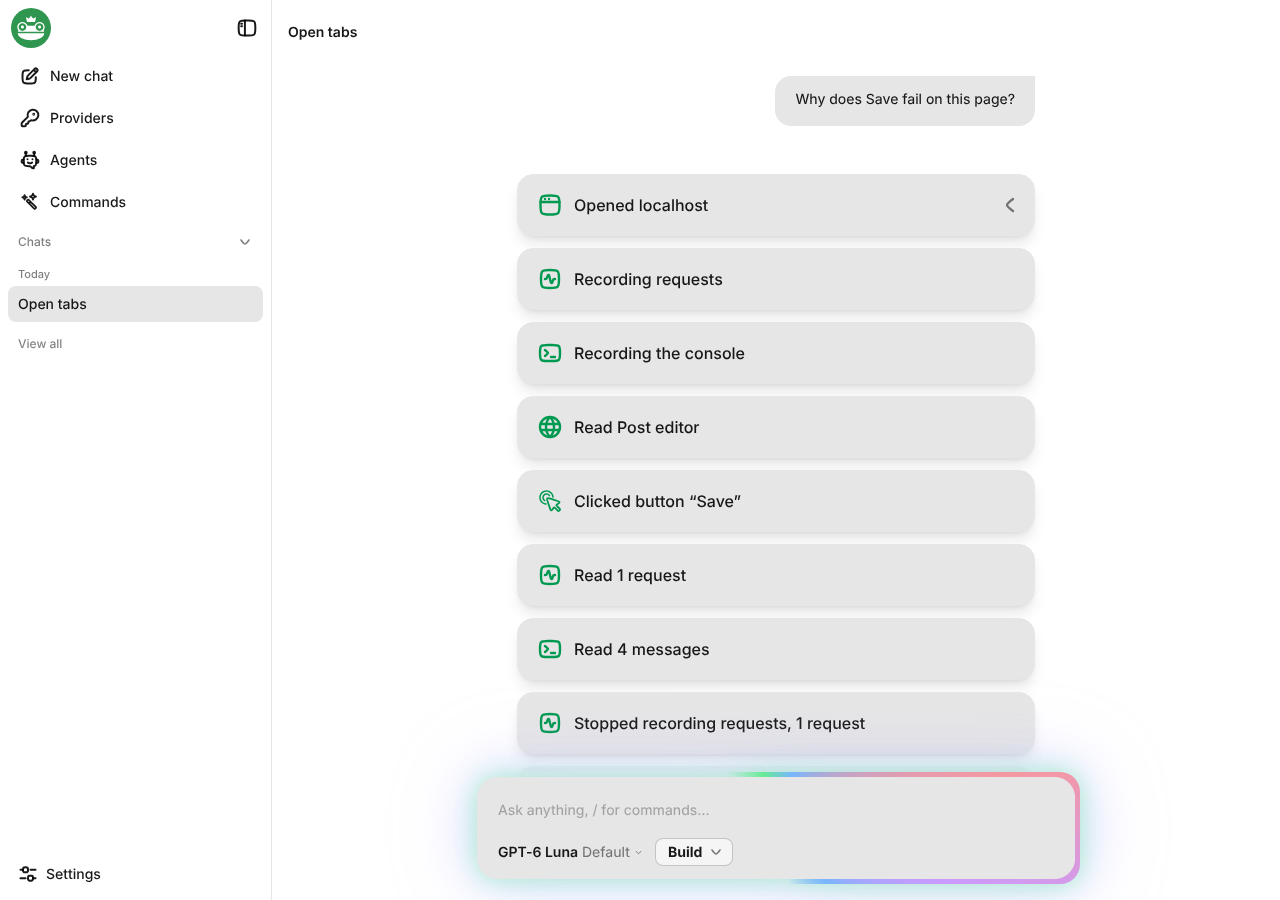 Open tabs
New chat
Providers
Agents
Commands
Chats
Today
Open tabs
View all
Settings
Why does Save fail on this page?
Opened localhost
Recording requests
Recording the console
Read Post editor
Clicked button “Save”
Read 1 request
Read 4 messages
Stopped recording requests, 1 request
Ask anything, / for commands...
GPT-6 Luna Default
Build